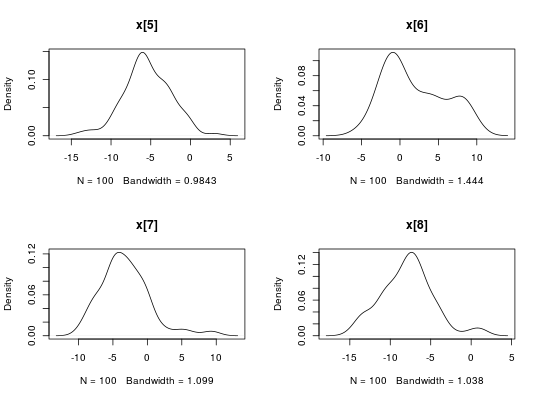 x[5]
Density
0.00 0.10
-15 -10 -5 0 5
N = 100 Bandwidth = 0.9843
x[6]
Density
0.00 0.04 0.08
-10 -5 0 5 10
N = 100 Bandwidth = 1.444
x[7]
Density
0.00 0.06 0.12
-10 -5 0 5 10
N = 100 Bandwidth = 1.099
x[8]
Density
0.00 0.06 0.12
-15 -10 -5 0 5
N = 100 Bandwidth = 1.038